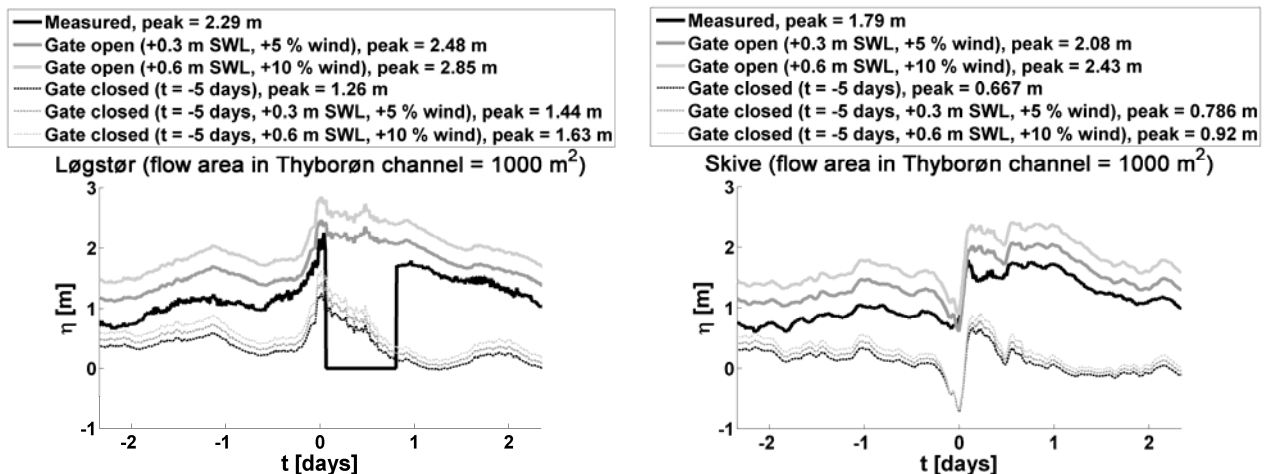 Measured, peak = 2.29 m
Gate open (+0.3 m SWL, +5 % wind), peak = 2.48 m
Gate open (+0.6 m SWL, +10 % wind), peak = 2.85 m
Gate closed (t = -5 days), peak = 1.26 m
Gate closed (t = -5 days, +0.3 m SWL, +5 % wind), peak = 1.44 m
Gate closed (t = -5 days, +0.6 m SWL, +10 % wind), peak = 1.63 m
Løgstør (flow area in Thyborøn channel = 1000 m²)
3
2
1
0
-1
η [m]
-2 -1 0 1 2
t [days]
Measured, peak = 1.79 m
Gate open (+0.3 m SWL, +5 % wind), peak = 2.08 m
Gate open (+0.6 m SWL, +10 % wind), peak = 2.43 m
Gate closed (t = -5 days), peak = 0.667 m
Gate closed (t = -5 days, +0.3 m SWL, +5 % wind), peak = 0.786 m
Gate closed (t = -5 days, +0.6 m SWL, +10 % wind), peak = 0.92 m
Skive (flow area in Thyborøn channel = 1000 m²)
3
2
1
0
-1
η [m]
-2 -1 0 1 2
t [days]